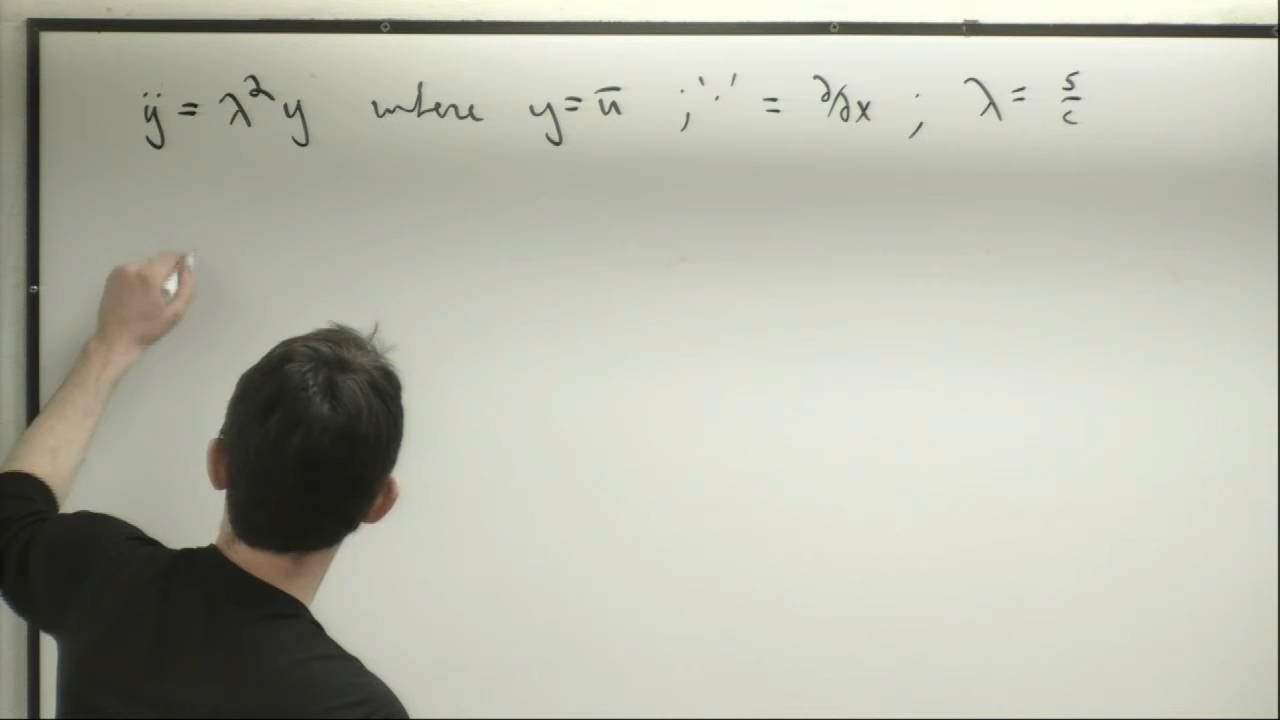 ÿ = λ²y where y = ū ; '·' = ∂/∂x ; λ = s/c